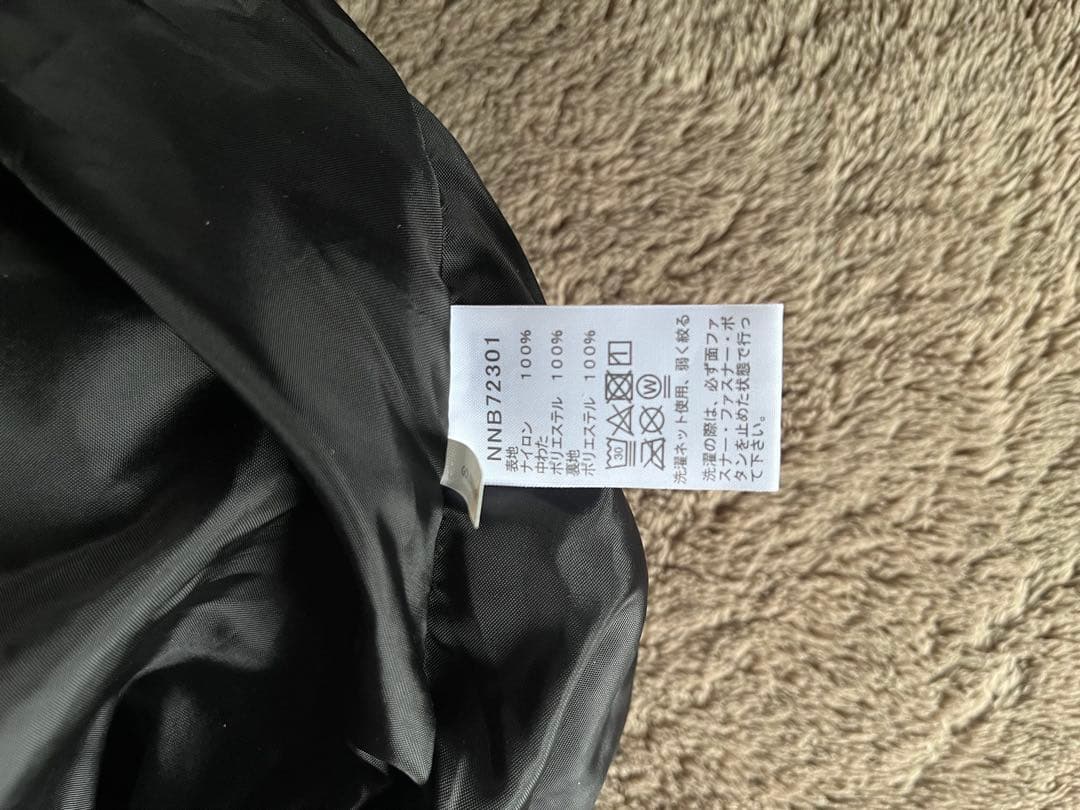 NNB72301
表地
ナイロン 100%
中わた
ポリエステル 100%
裏地
ポリエステル 100%
30
W
洗濯ネット使用、弱く絞る
洗濯の際は、必ず面ファ
スナー・ファスナー・ボ
タンを止めた状態で行っ
て下さい。